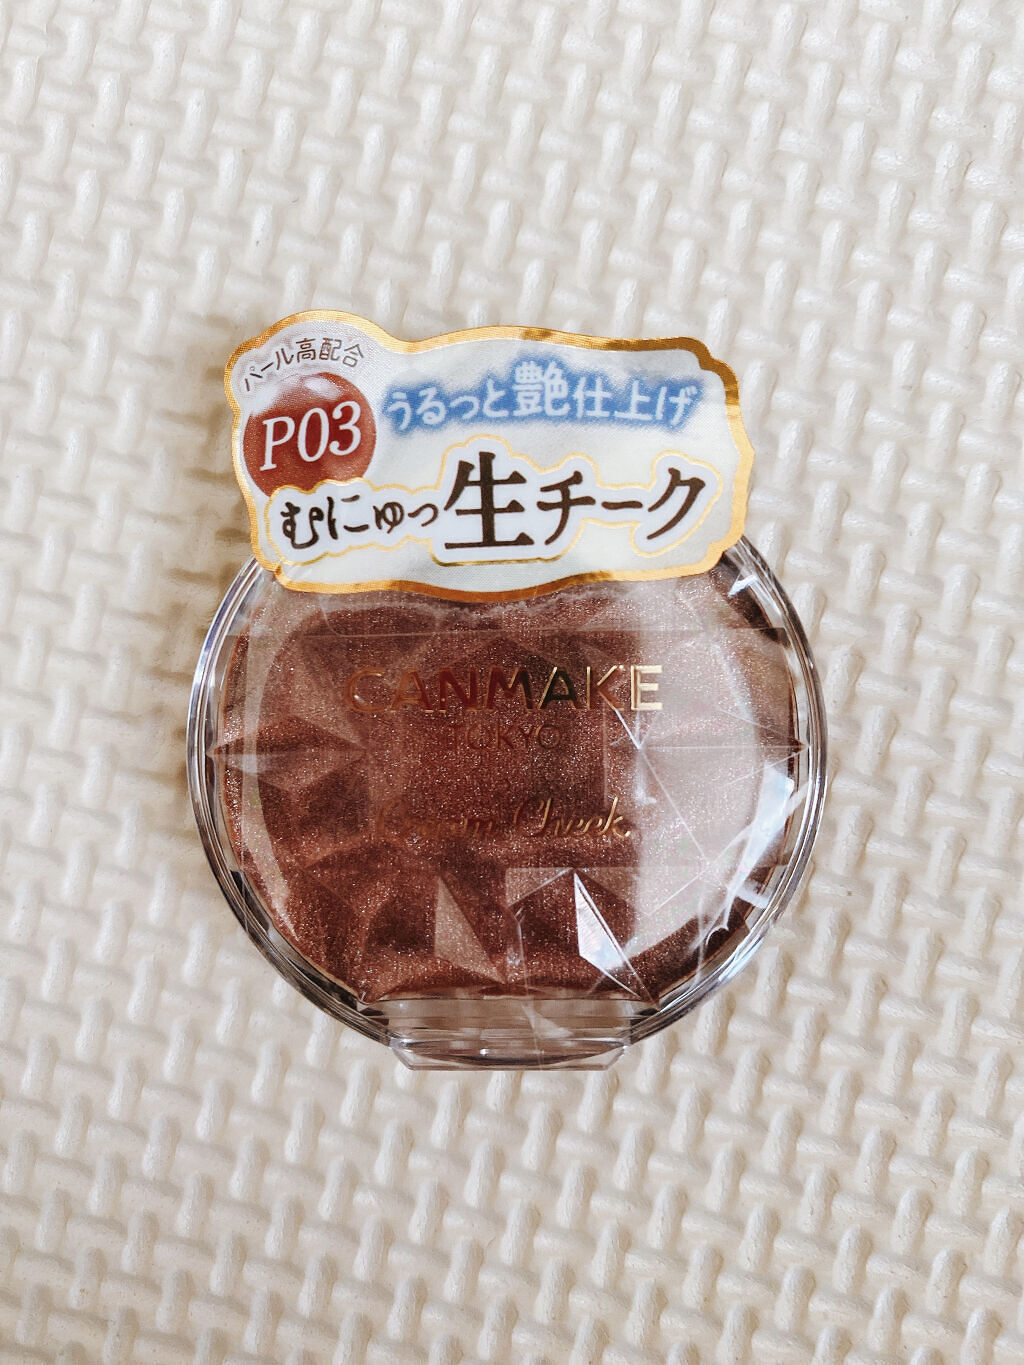 パール高配合
P03
うるっと艶仕上げ
むにゅっ生チーク
CANMAKE
TOKYO
Cream Cheek